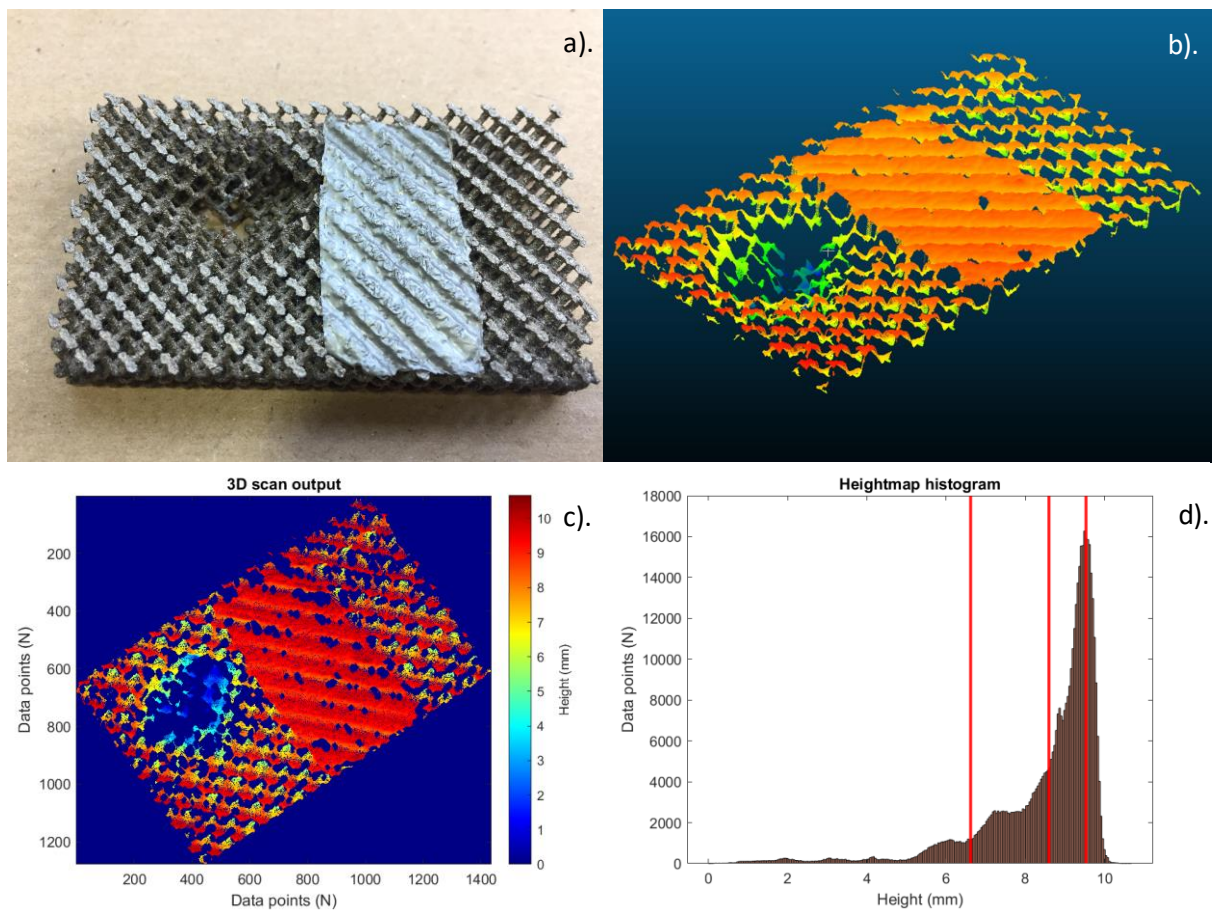 a).
b).
3D scan output
c).
10
9
8
7
6
5
4
3
2
1
0
Height (mm)
200
400
600
800
1000
1200
Data points (N)
200 400 600 800 1000 1200 1400
Data points (N)
Heightmap histogram
d).
18000
16000
14000
12000
10000
8000
6000
4000
2000
0
Data points (N)
0 2 4 6 8 10
Height (mm)